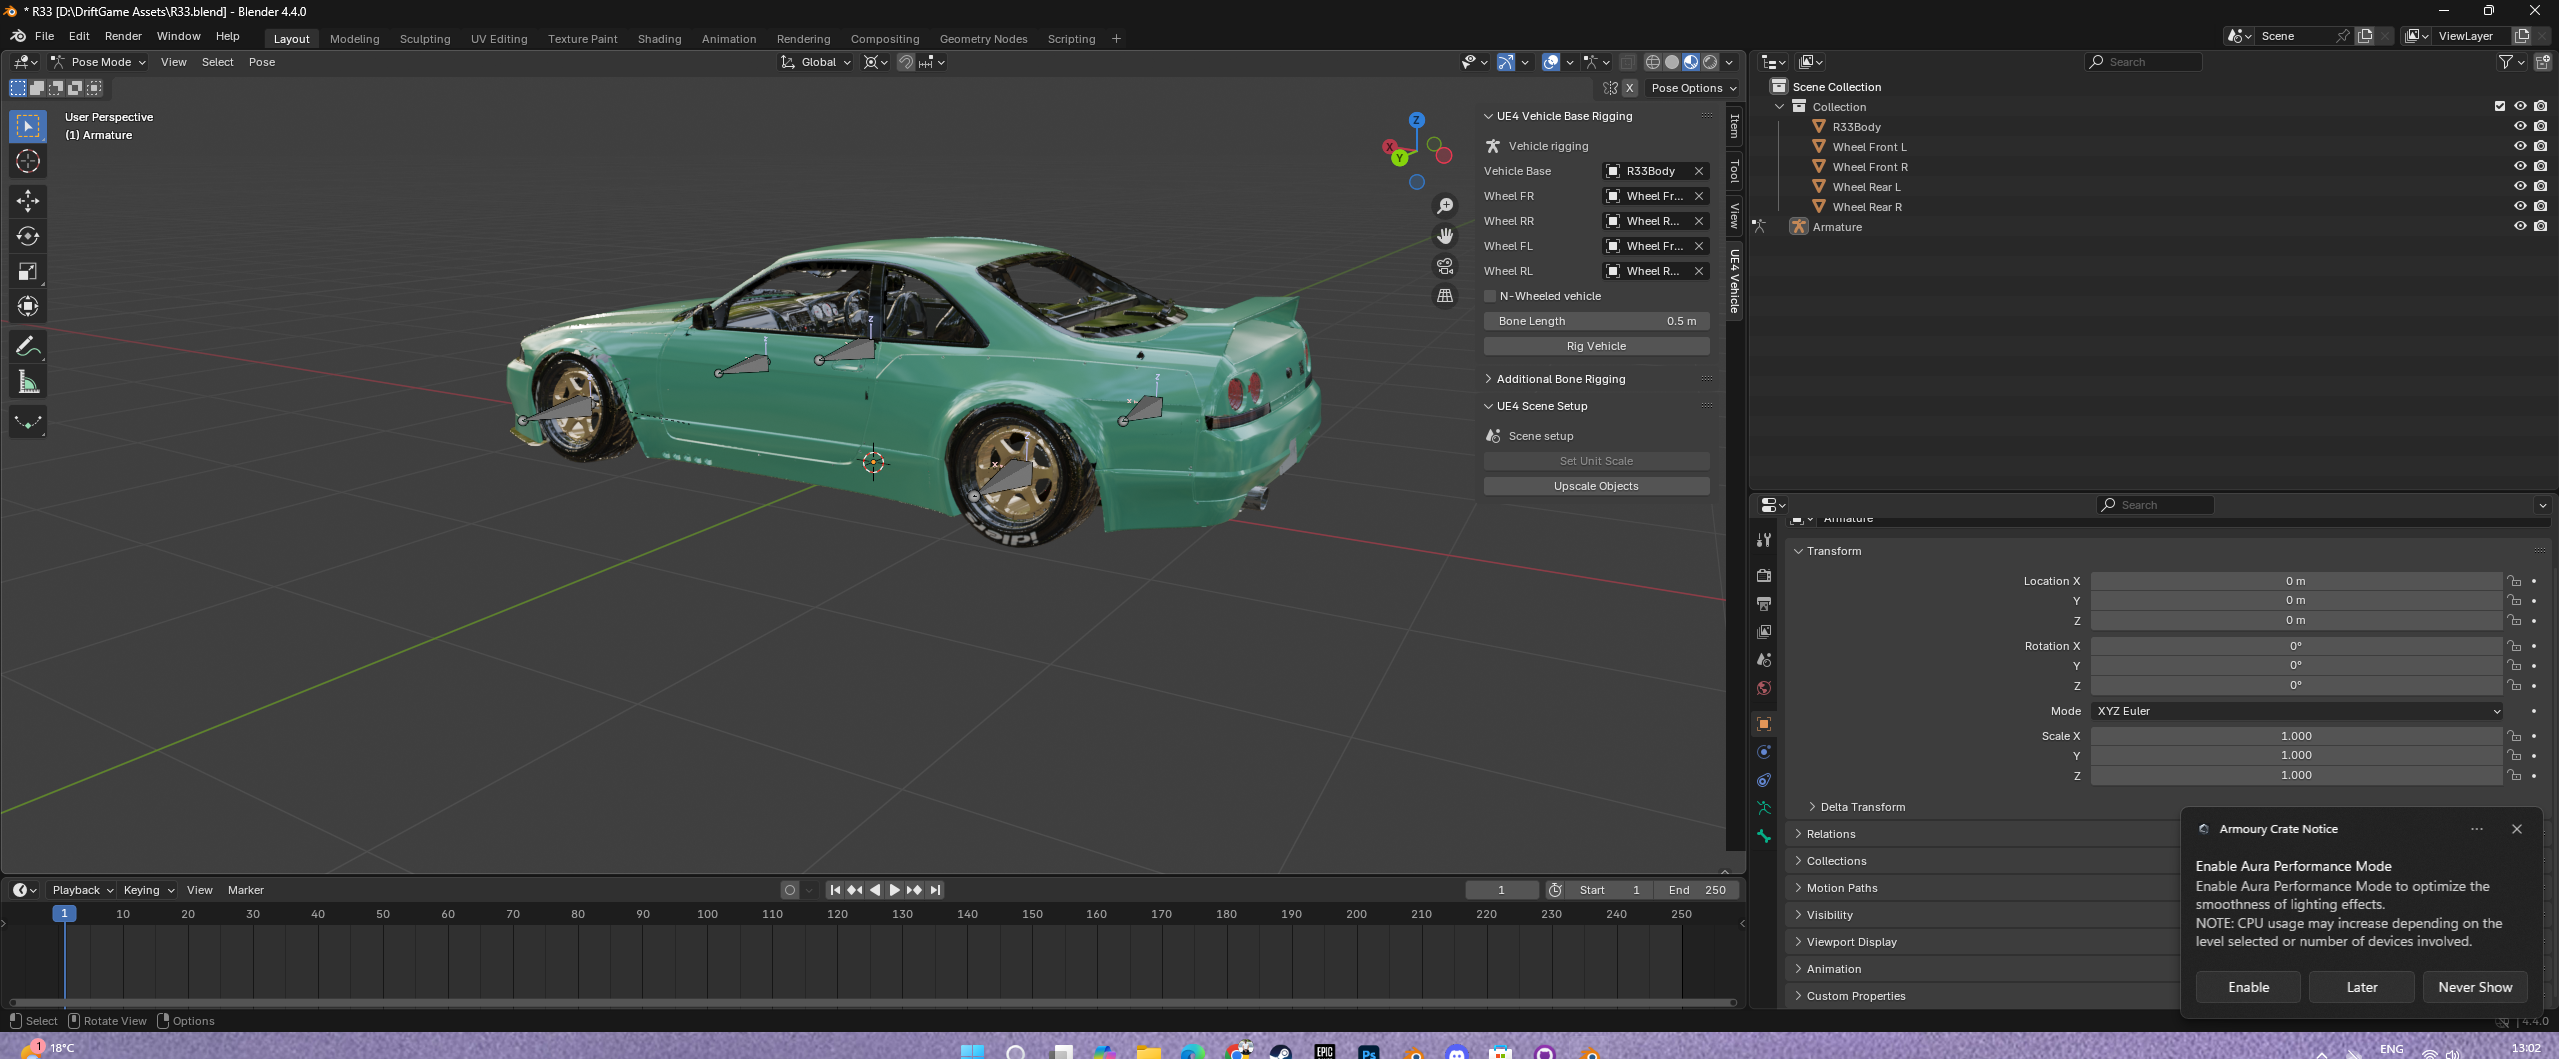 * R33 [D:\DriftGame Assets\R33.blend] - Blender 4.4.0
File Edit Render Window Help
Layout Modeling Sculpting UV Editing Texture Paint Shading Animation Rendering Compositing Geometry Nodes Scripting +
Scene
ViewLayer
Pose Mode View Select Pose
Global
Search
X Pose Options
User Perspective
(1) Armature
Z
X
Y
UE4 Vehicle Base Rigging
Vehicle rigging
Vehicle Base R33Body
Wheel FR Wheel Fr...
Wheel RR Wheel R...
Wheel FL Wheel Fr...
Wheel RL Wheel R...
N-Wheeled vehicle
Bone Length 0.5 m
Rig Vehicle
Additional Bone Rigging
UE4 Scene Setup
Scene setup
Set Unit Scale
Upscale Objects
Item
Tool
View
UE4 Vehicle
Scene Collection
Collection
R33Body
Wheel Front L
Wheel Front R
Wheel Rear L
Wheel Rear R
Armature
Search
Armature
Transform
Location X 0 m
Y 0 m
Z 0 m
Rotation X 0°
Y 0°
Z 0°
Mode XYZ Euler
Scale X 1.000
Y 1.000
Z 1.000
Delta Transform
Relations
Collections
Motion Paths
Visibility
Viewport Display
Animation
Custom Properties
Armoury Crate Notice
Enable Aura Performance Mode
Enable Aura Performance Mode to optimize the
smoothness of lighting effects.
NOTE: CPU usage may increase depending on the
level selected or number of devices involved.
Enable Later Never Show
Playback Keying View Marker
1 Start 1 End 250
1 10 20 30 40 50 60 70 80 90 100 110 120 130 140 150 160 170 180 190 200 210 220 230 240 250
Select Rotate View Options
4.4.0
1 18°C
EPIC
Ps
ENG
13:02